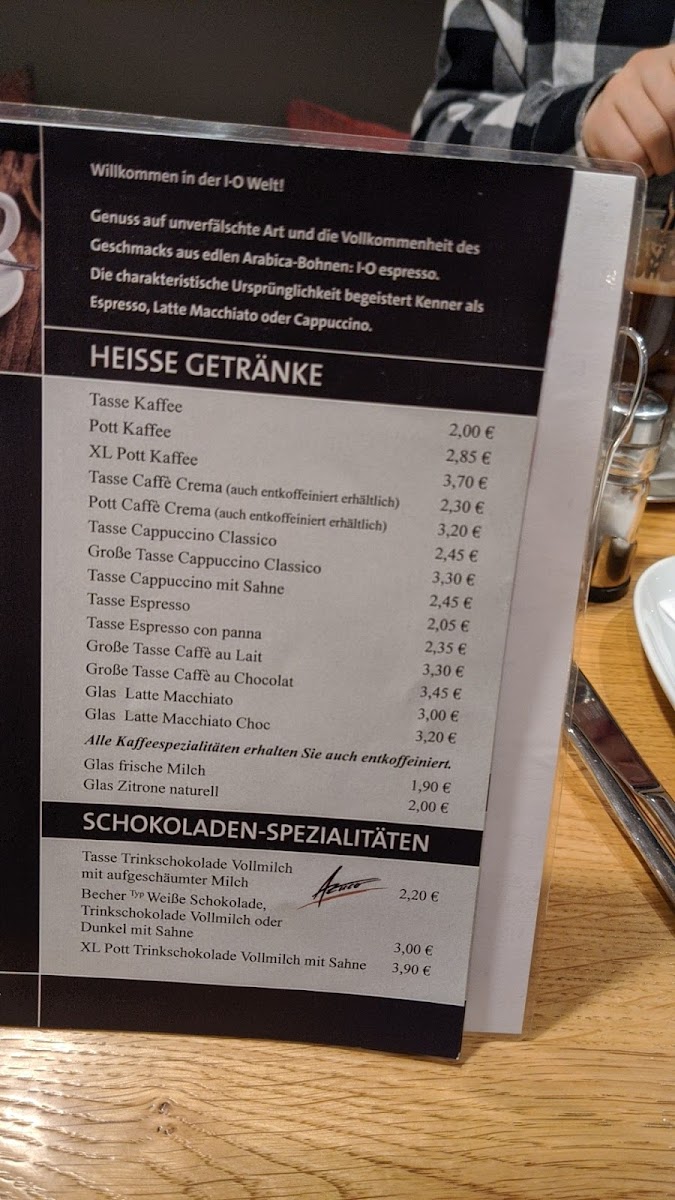 Willkommen in der I-O Welt!
Genuss auf unverfälschte Art und die Vollkommenheit des
Geschmacks aus edlen Arabica-Bohnen: I-O espresso.
Die charakteristische Ursprünglichkeit begeistert Kenner als
Espresso, Latte Macchiato oder Cappuccino.
HEISSE GETRÄNKE
Tasse Kaffee 2,00 €
Pott Kaffee 2,85 €
XL Pott Kaffee 3,70 €
Tasse Caffè Crema (auch entkoffeiniert erhältlich) 2,30 €
Pott Caffè Crema (auch entkoffeiniert erhältlich) 3,20 €
Tasse Cappuccino Classico 2,45 €
Große Tasse Cappuccino Classico 3,30 €
Tasse Cappuccino mit Sahne 2,45 €
Tasse Espresso 2,05 €
Tasse Espresso con panna 2,35 €
Große Tasse Caffè au Lait 3,30 €
Große Tasse Caffè au Chocolat 3,45 €
Glas Latte Macchiato 3,00 €
Glas Latte Macchiato Choc 3,20 €
Alle Kaffeespezialitäten erhalten Sie auch entkoffeiniert.
Glas frische Milch 1,90 €
Glas Zitrone naturell 2,00 €
SCHOKOLADEN-SPEZIALITÄTEN
Tasse Trinkschokolade Vollmilch
mit aufgeschäumter Milch 2,20 €
Becher Typ Weiße Schokolade,
Trinkschokolade Vollmilch oder
Dunkel mit Sahne 3,00 €
XL Pott Trinkschokolade Vollmilch mit Sahne 3,90 €